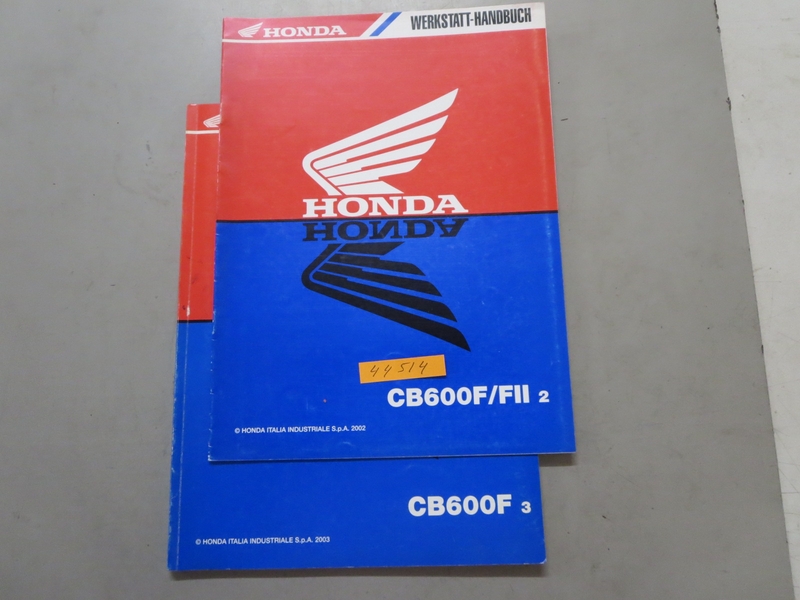 HONDA
WERKSTATT-HANDBUCH
HONDA
HONDA
44514
CB600F/FII 2
© HONDA ITALIA INDUSTRIALE S.p.A. 2002
CB600F 3
© HONDA ITALIA INDUSTRIALE S.p.A. 2003